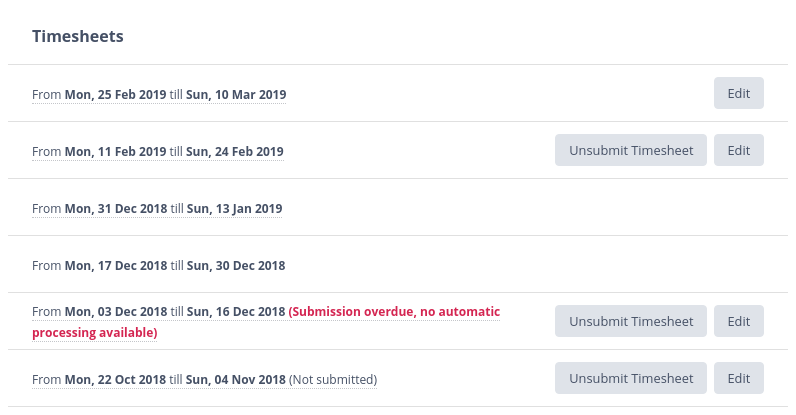 Timesheets
From Mon, 25 Feb 2019 till Sun, 10 Mar 2019 Edit
From Mon, 11 Feb 2019 till Sun, 24 Feb 2019 Unsubmit Timesheet Edit
From Mon, 31 Dec 2018 till Sun, 13 Jan 2019
From Mon, 17 Dec 2018 till Sun, 30 Dec 2018
From Mon, 03 Dec 2018 till Sun, 16 Dec 2018 (Submission overdue, no automatic
processing available) Unsubmit Timesheet Edit
From Mon, 22 Oct 2018 till Sun, 04 Nov 2018 (Not submitted) Unsubmit Timesheet Edit